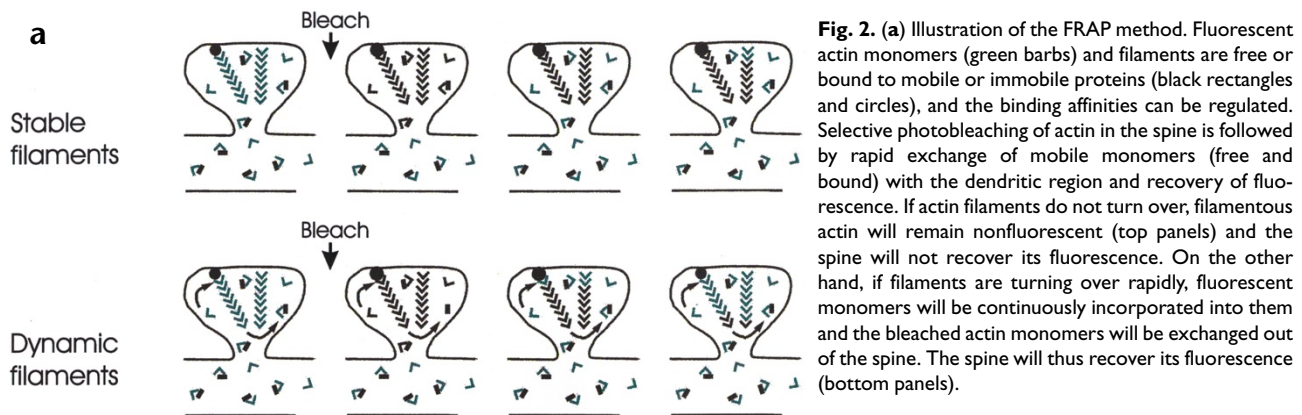 a
Bleach
Stable
filaments
Bleach
Dynamic
filaments
Fig. 2. (a) Illustration of the FRAP method. Fluorescent
actin monomers (green barbs) and filaments are free or
bound to mobile or immobile proteins (black rectangles
and circles), and the binding affinities can be regulated.
Selective photobleaching of actin in the spine is followed
by rapid exchange of mobile monomers (free and
bound) with the dendritic region and recovery of fluo-
rescence. If actin filaments do not turn over, filamentous
actin will remain nonfluorescent (top panels) and the
spine will not recover its fluorescence. On the other
hand, if filaments are turning over rapidly, fluorescent
monomers will be continuously incorporated into them
and the bleached actin monomers will be exchanged out
of the spine. The spine will thus recover its fluorescence
(bottom panels).